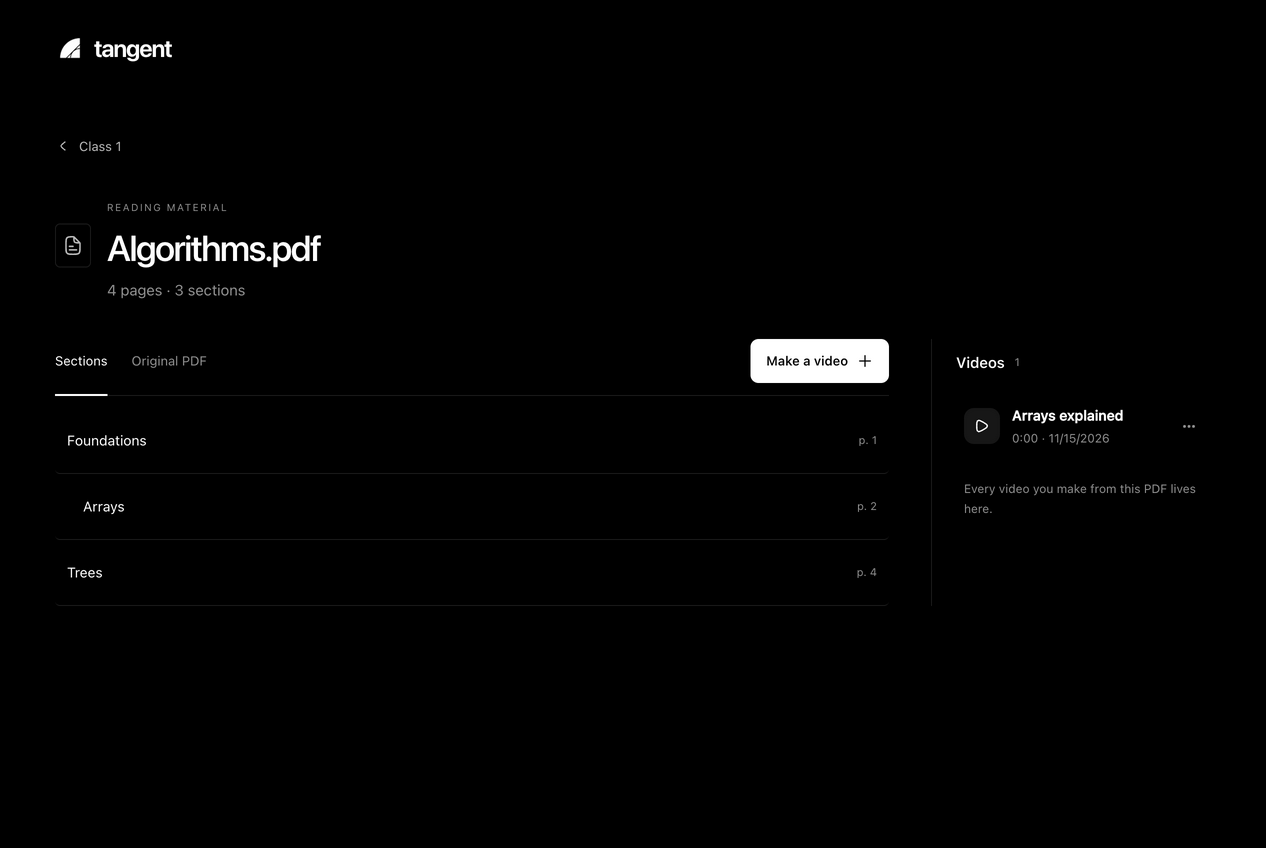 tangent
Class 1
READING MATERIAL
Algorithms.pdf
4 pages · 3 sections
Sections
Original PDF
Make a video
Foundations
p. 1
Arrays
p. 2
Trees
p. 4
Videos 1
Arrays explained
0:00 · 11/15/2026
Every video you make from this PDF lives
here.